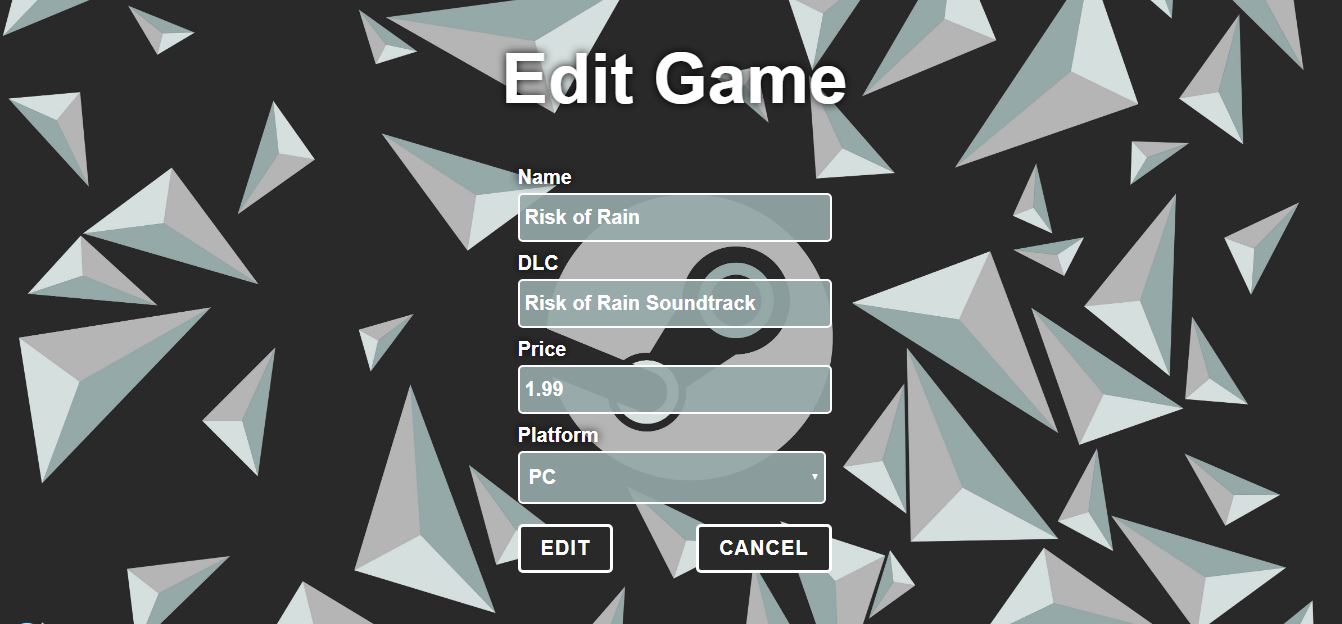 Edit Game
Name
Risk of Rain
DLC
Risk of Rain Soundtrack
Price
1.99
Platform
PC
EDIT CANCEL